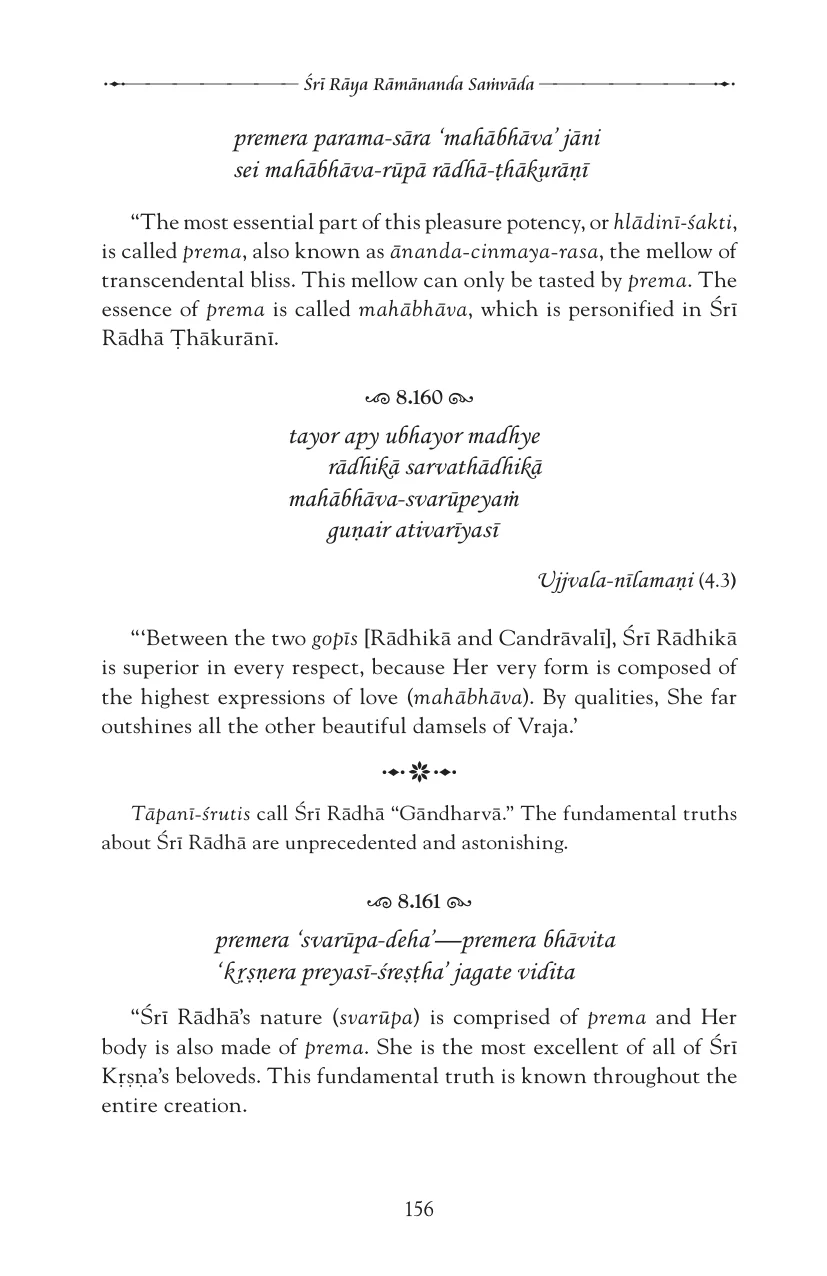 Śrī Rāya Rāmānanda Saṁvāda
premera parama-sāra ‘mahābhāva’ jāni
sei mahābhāva-rūpā rādhā-ṭhākurāṇī
“The most essential part of this pleasure potency, or hlādinī-śakti,
is called prema, also known as ānanda-cinmaya-rasa, the mellow of
transcendental bliss. This mellow can only be tasted by prema. The
essence of prema is called mahābhāva, which is personified in Śrī
Rādhā Ṭhākurānī.
8.160
tayor apy ubhayor madhye
rādhikā sarvathādhikā
mahābhāva-svarūpeyaṁ
guṇair ativarīyasī
Ujjvala-nīlamaṇi (4.3)
“‘Between the two gopīs [Rādhikā and Candrāvalī], Śrī Rādhikā
is superior in every respect, because Her very form is composed of
the highest expressions of love (mahābhāva). By qualities, She far
outshines all the other beautiful damsels of Vraja.’
Tāpanī-śrutis call Śrī Rādhā “Gāndharvā.” The fundamental truths
about Śrī Rādhā are unprecedented and astonishing.
8.161
premera ‘svarūpa-deha’—premera bhāvita
‘kṛṣṇera preyasī-śreṣṭha’ jagate vidita
“Śrī Rādhā’s nature (svarūpa) is comprised of prema and Her
body is also made of prema. She is the most excellent of all of Śrī
Kṛṣṇa’s beloveds. This fundamental truth is known throughout the
entire creation.
156